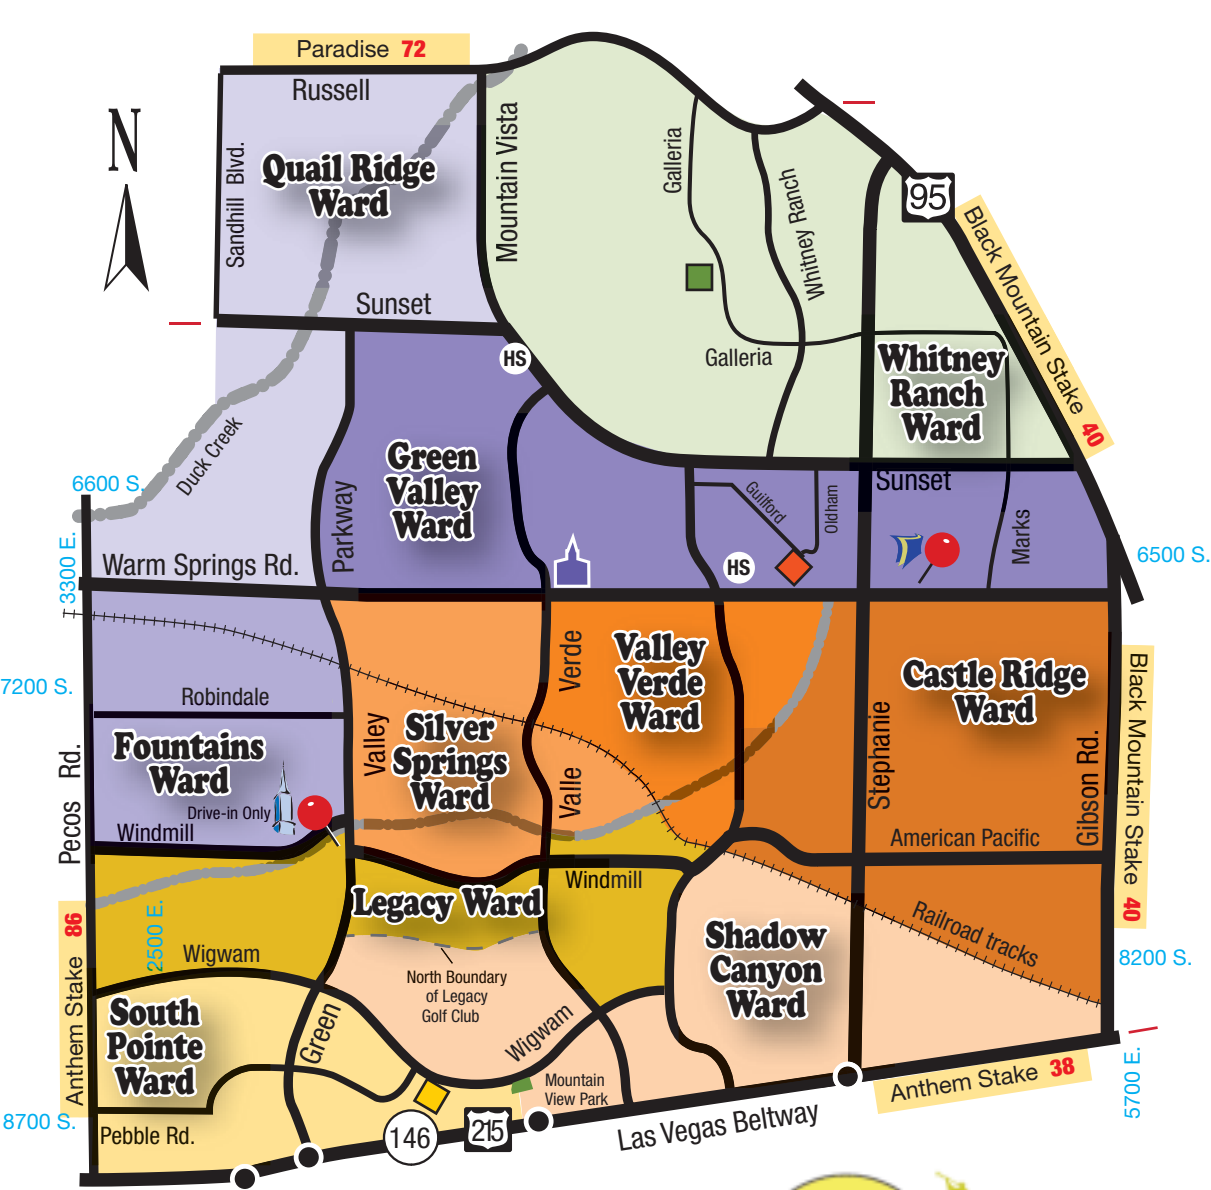 Paradise 72
Russell
N
Sandhill Blvd.
Quail Ridge
Ward
Mountain Vista
Galleria
Whitney Ranch
95
Black Mountain Stake 40
Sunset
HS
Galleria
Whitney
Ranch
Ward
Duck Creek
Green
Valley
Ward
6600 S.
3300 E.
Parkway
Warm Springs Rd.
Guilford
Oldham
Sunset
Marks
HS
6500 S.
7200 S.
Robindale
Verde
Valley
Verde
Ward
Castle Ridge
Ward
Black Mountain Stake 40
Fountains
Ward
Valley
Silver
Springs
Ward
Valle
Stephanie
Gibson Rd.
Pecos Rd.
Drive-in Only
Windmill
American Pacific
Windmill
Legacy Ward
Anthem Stake 86
2500 E.
Wigwam
North Boundary
of Legacy
Golf Club
Shadow
Canyon
Ward
Railroad tracks
8200 S.
South
Pointe
Ward
Green
Wigwam
Mountain
View Park
Anthem Stake 38
5700 E.
8700 S.
Pebble Rd.
146
215
Las Vegas Beltway